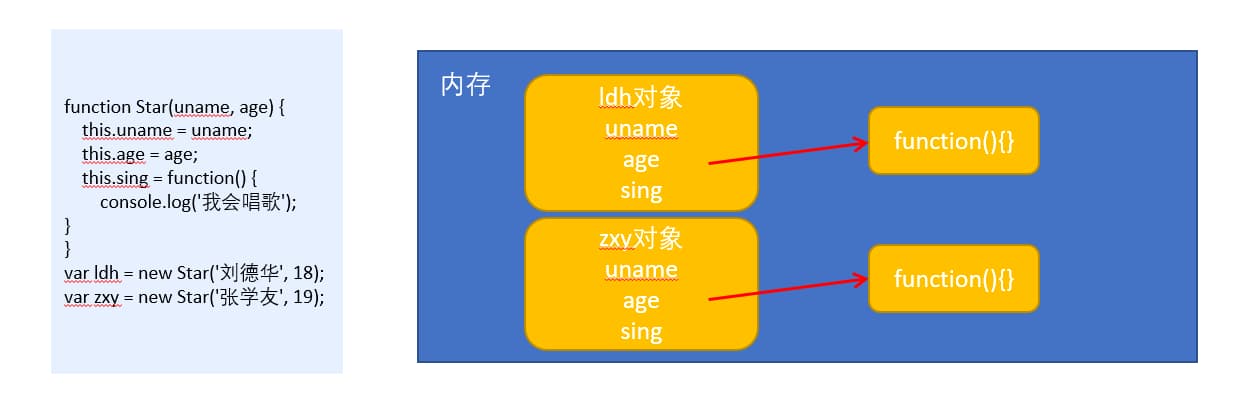 function Star(uname, age) {
this.uname = uname;
this.age = age;
this.sing = function() {
console.log('我会唱歌');
}
}
var ldh = new Star('刘德华', 18);
var zxy = new Star('张学友', 19);
内存
ldh对象
uname
age
sing
function(){}
zxy对象
uname
age
sing
function(){}